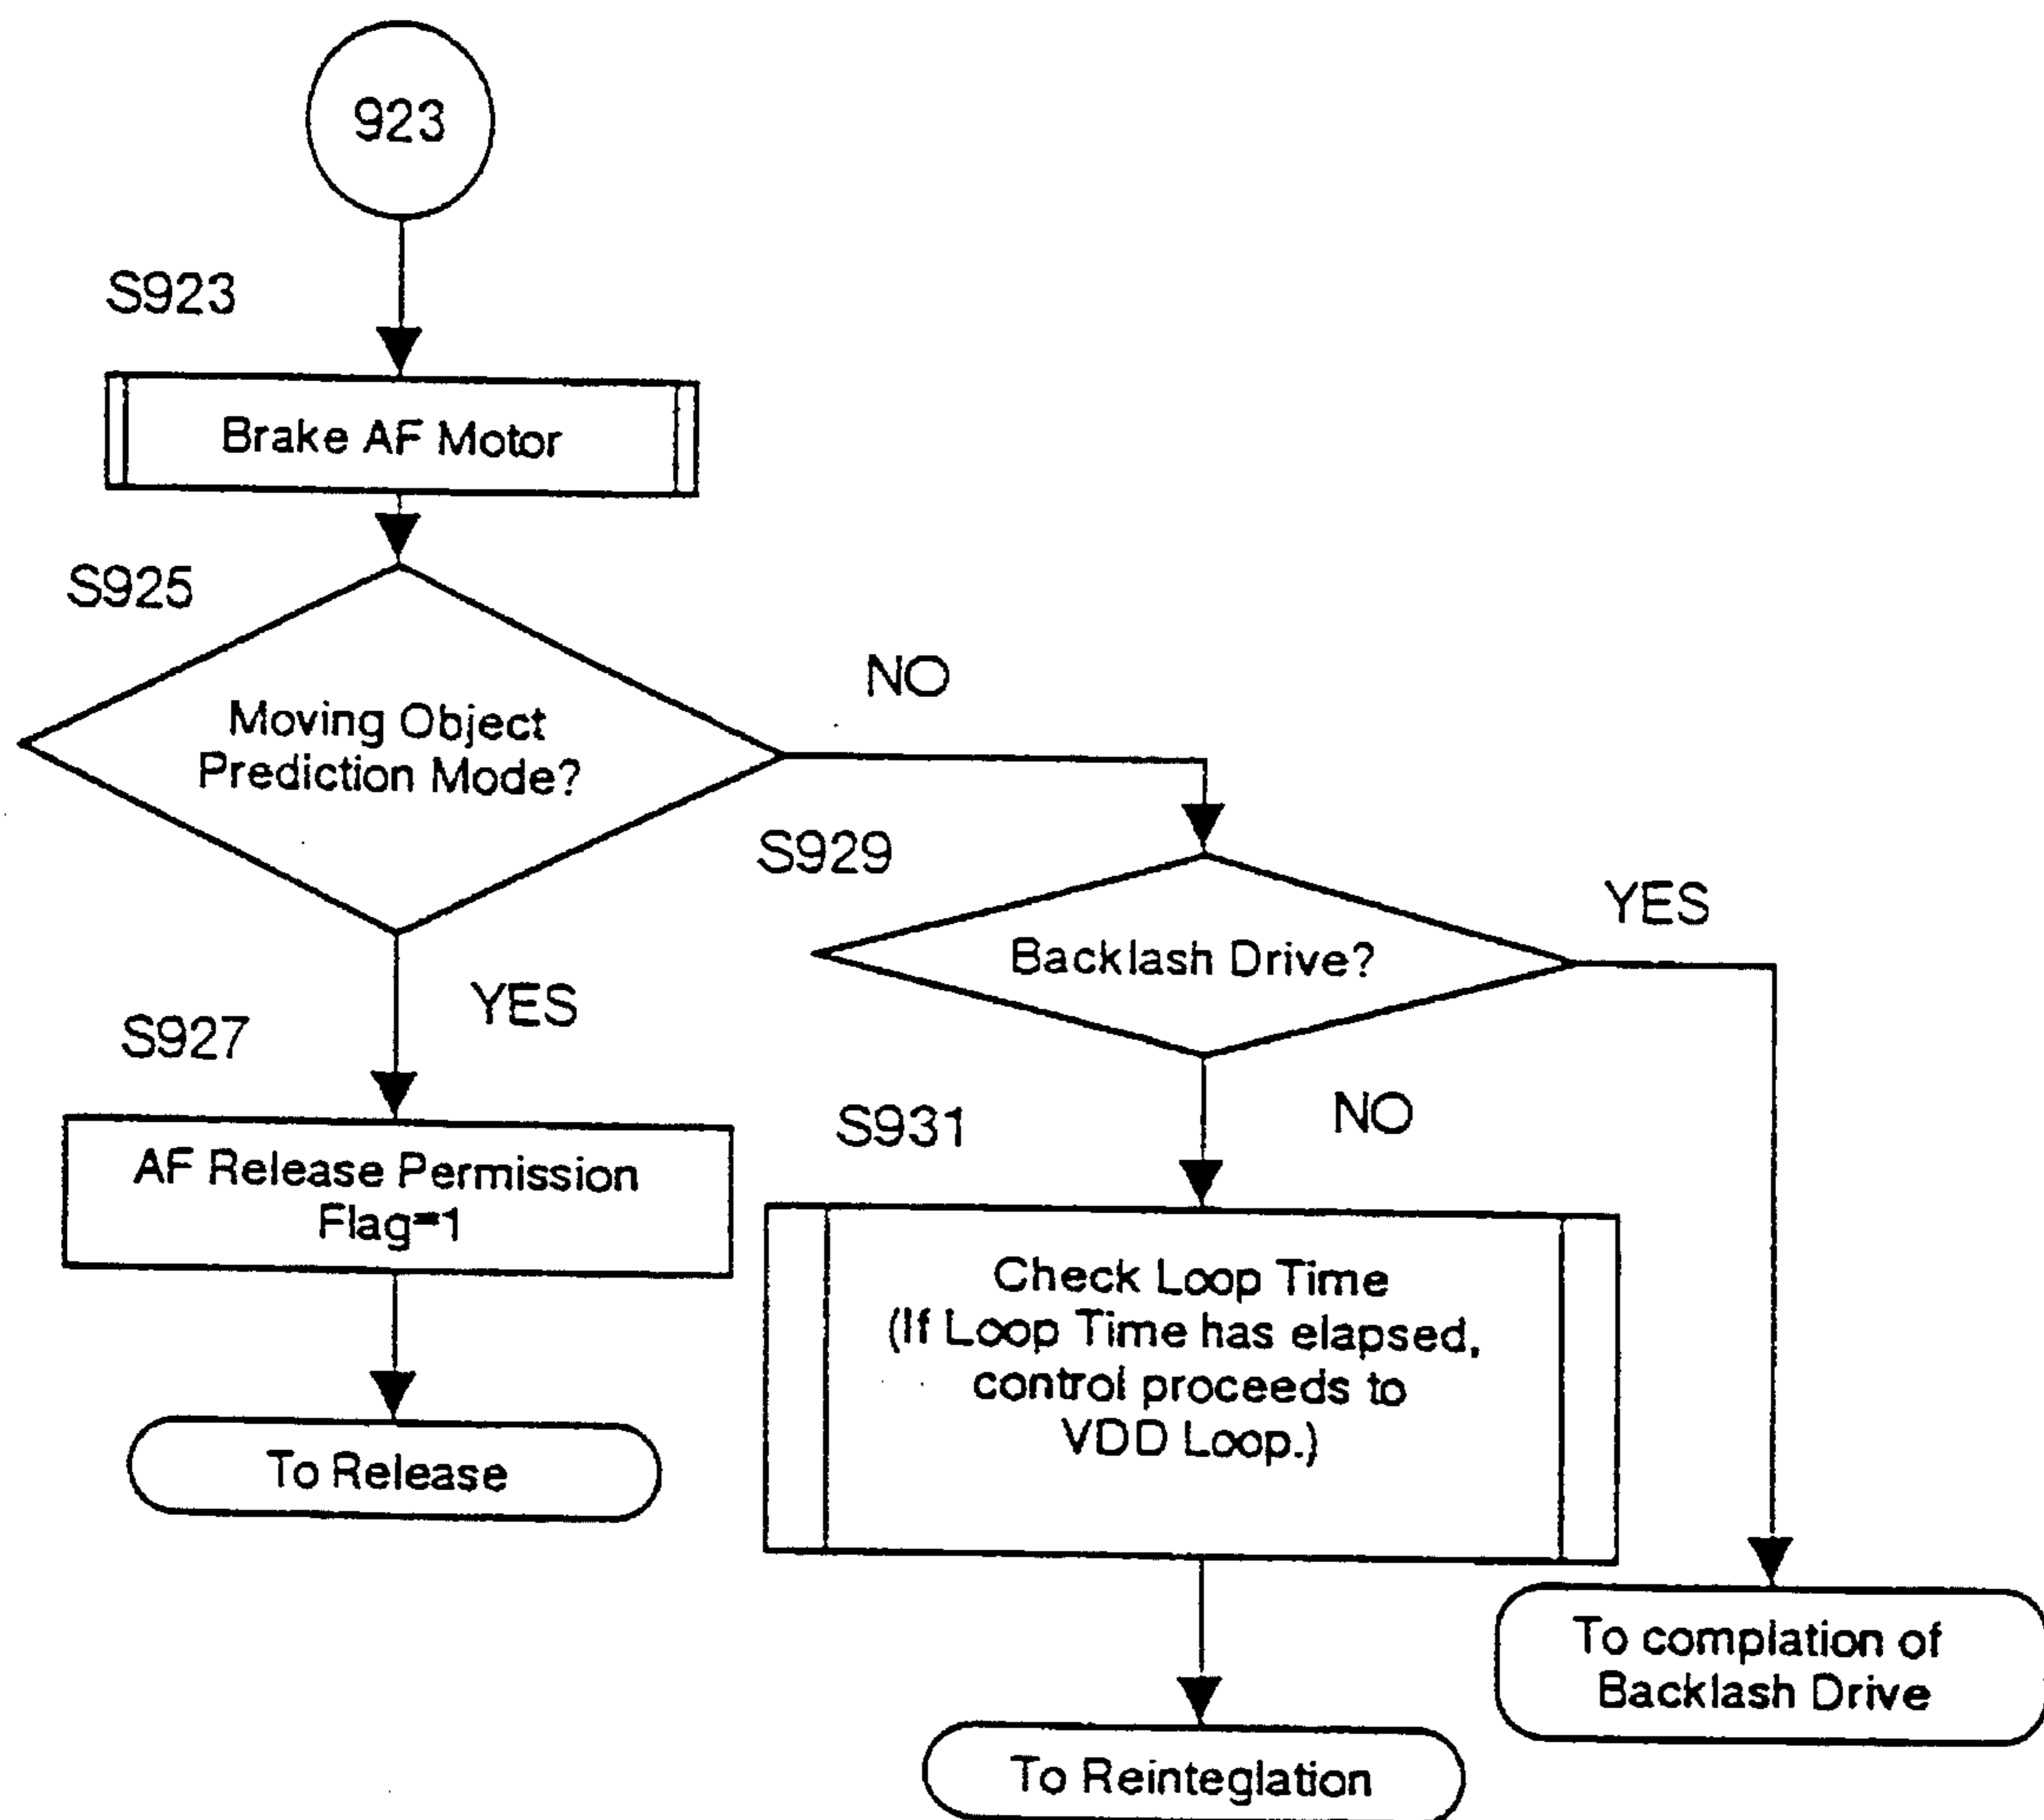 923
S923
Brake AF Motor
S925
Moving Object
Prediction Mode?
NO
YES
S927
AF Release Permission
Flag=1
To Release
S929
Backlash Drive?
YES
NO
S931
Check Loop Time
(If Loop Time has elapsed,
control proceeds to
VDD Loop.)
To complation of
Backlash Drive
To Reinteglation